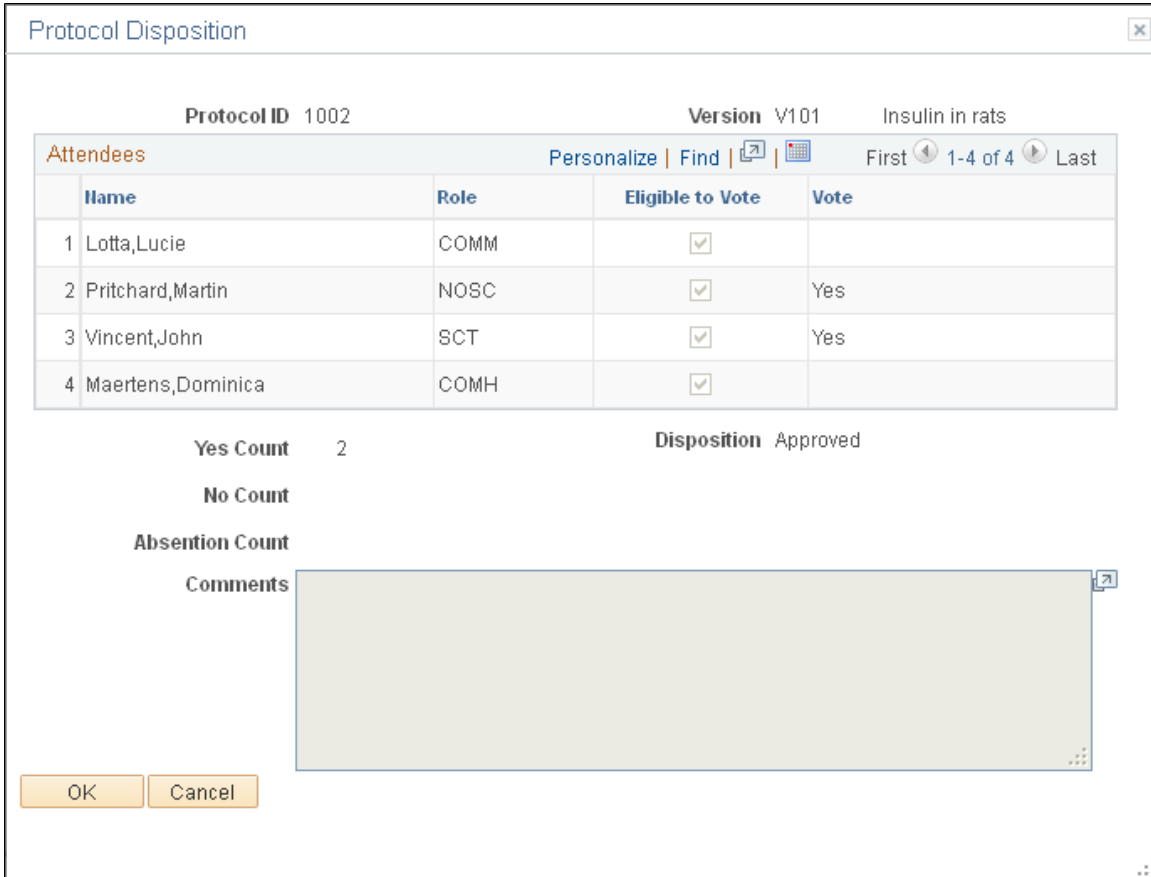 Protocol Disposition
Protocol ID 1002 Version V101 Insulin in rats
Attendees Personalize | Find | | First 1-4 of 4 Last
Name Role Eligible to Vote Vote
1 Lotta,Lucie COMM
2 Pritchard,Martin NOSC Yes
3 Vincent,John SCT Yes
4 Maertens,Dominica COMH
Yes Count 2 Disposition Approved
No Count
Absention Count
Comments
OK Cancel